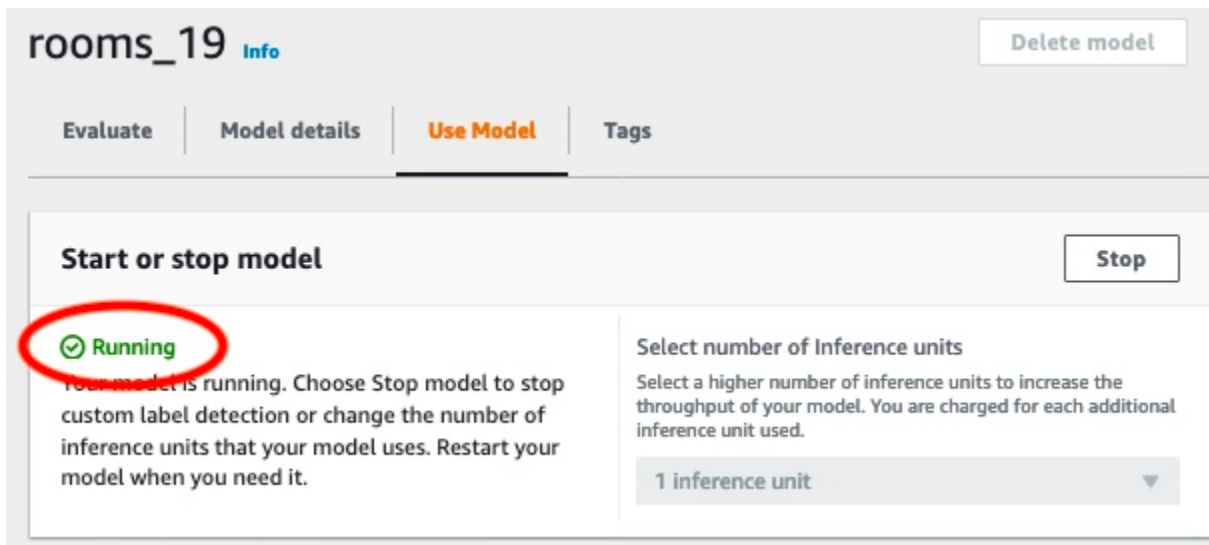 rooms_19 Info
Delete model
Evaluate
Model details
Use Model
Tags
Start or stop model
Stop
Running
Your model is running. Choose Stop model to stop
custom label detection or change the number of
inference units that your model uses. Restart your
model when you need it.
Select number of Inference units
Select a higher number of inference units to increase the
throughput of your model. You are charged for each additional
inference unit used.
1 inference unit